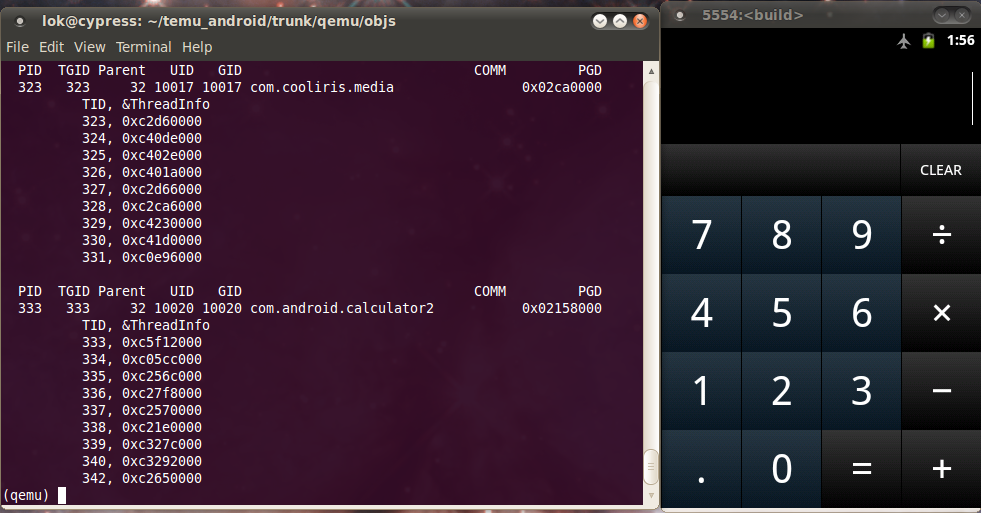 lok@cypress: ~/temu_android/trunk/qemu/objs
File Edit View Terminal Help
PID TGID Parent UID GID COMM PGD
323 323 32 10017 10017 com.cooliris.media 0x02ca0000
TID, &ThreadInfo
323, 0xc2d60000
324, 0xc40de000
325, 0xc402e000
326, 0xc401a000
327, 0xc2d66000
328, 0xc2ca6000
329, 0xc4230000
330, 0xc41d0000
331, 0xc0e96000
PID TGID Parent UID GID COMM PGD
333 333 32 10020 10020 com.android.calculator2 0x02158000
TID, &ThreadInfo
333, 0xc5f12000
334, 0xc05cc000
335, 0xc256c000
336, 0xc27f8000
337, 0xc2570000
338, 0xc21e0000
339, 0xc327c000
340, 0xc3292000
342, 0xc2650000
(qemu)
5554:<build>
1:56
CLEAR
7 8 9 ÷
4 5 6 ×
1 2 3 −
. 0 = +